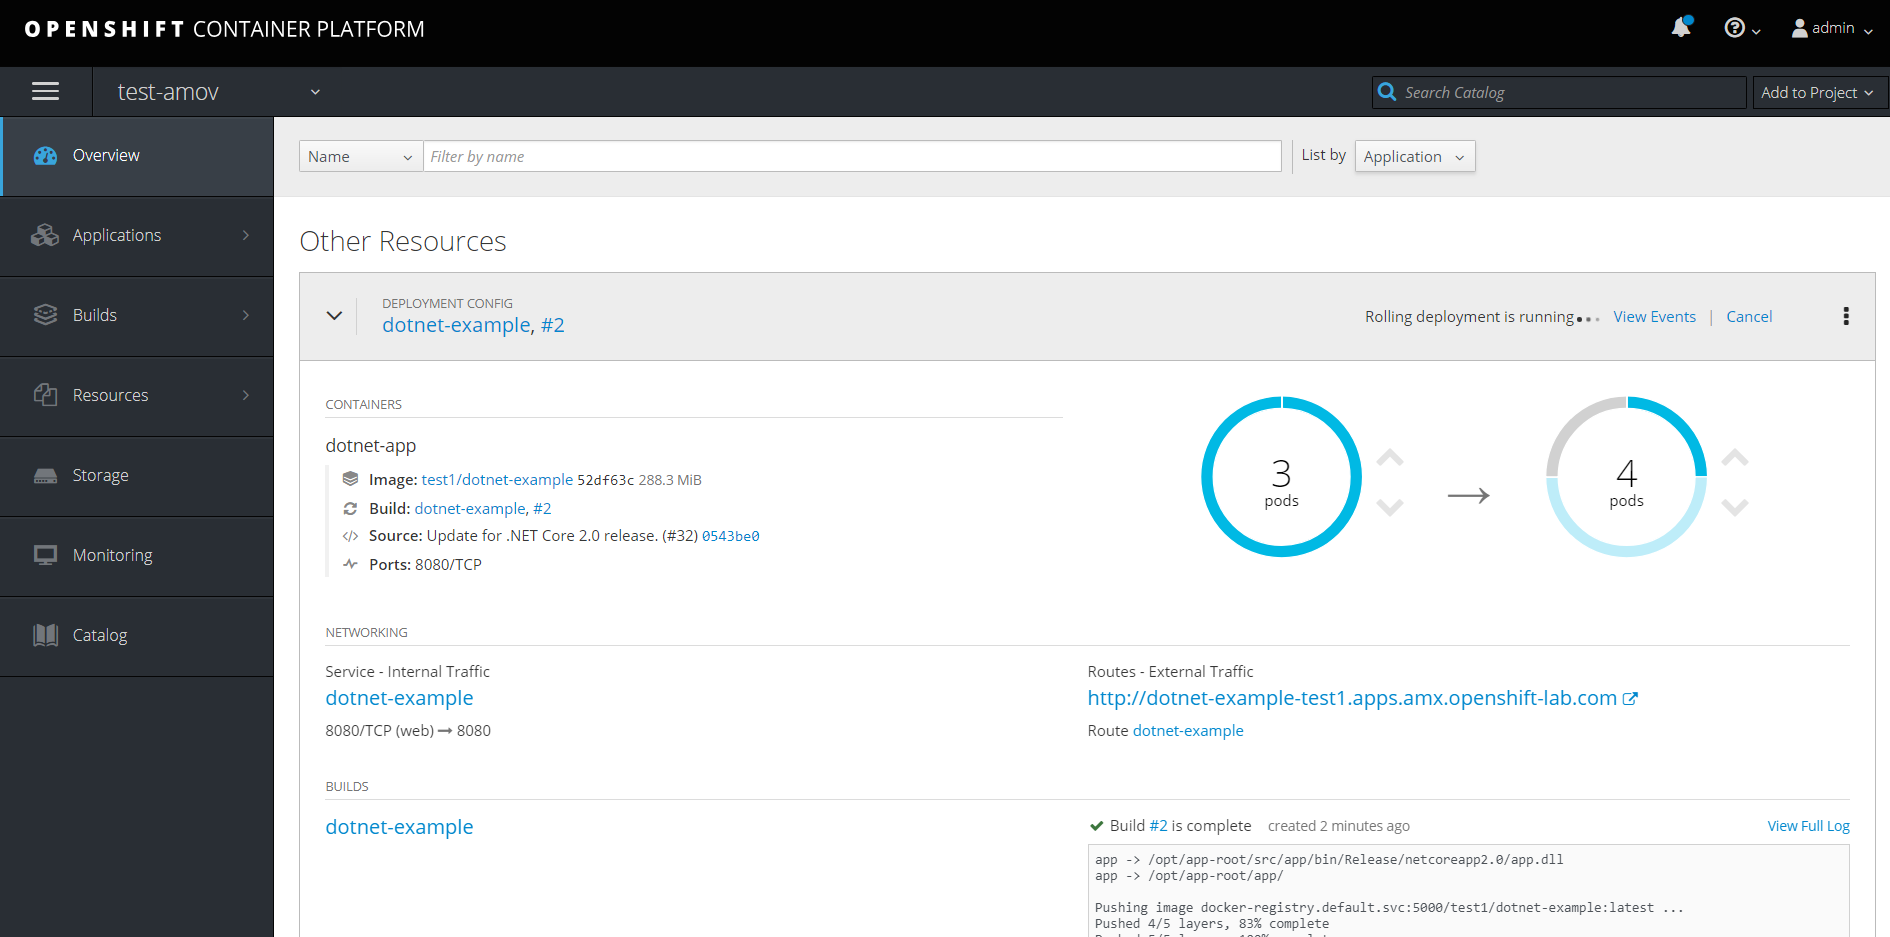 OPENSHIFT CONTAINER PLATFORM
admin
test-amov
Search Catalog
Add to Project
Overview
Applications
Builds
Resources
Storage
Monitoring
Catalog
Name
Filter by name
List by
Application
Other Resources
DEPLOYMENT CONFIG
dotnet-example, #2
Rolling deployment is running
View Events | Cancel
CONTAINERS
dotnet-app
Image: test1/dotnet-example 52df63c 288.3 MiB
Build: dotnet-example, #2
Source: Update for .NET Core 2.0 release. (#32) 0543be0
Ports: 8080/TCP
3
pods
4
pods
NETWORKING
Service - Internal Traffic
dotnet-example
8080/TCP (web) → 8080
Routes - External Traffic
http://dotnet-example-test1.apps.amx.openshift-lab.com
Route dotnet-example
BUILDS
dotnet-example
Build #2 is complete created 2 minutes ago
View Full Log
app -> /opt/app-root/src/app/bin/Release/netcoreapp2.0/app.dll
app -> /opt/app-root/app/
Pushing image docker-registry.default.svc:5000/test1/dotnet-example:latest ...
Pushed 4/5 layers, 83% complete